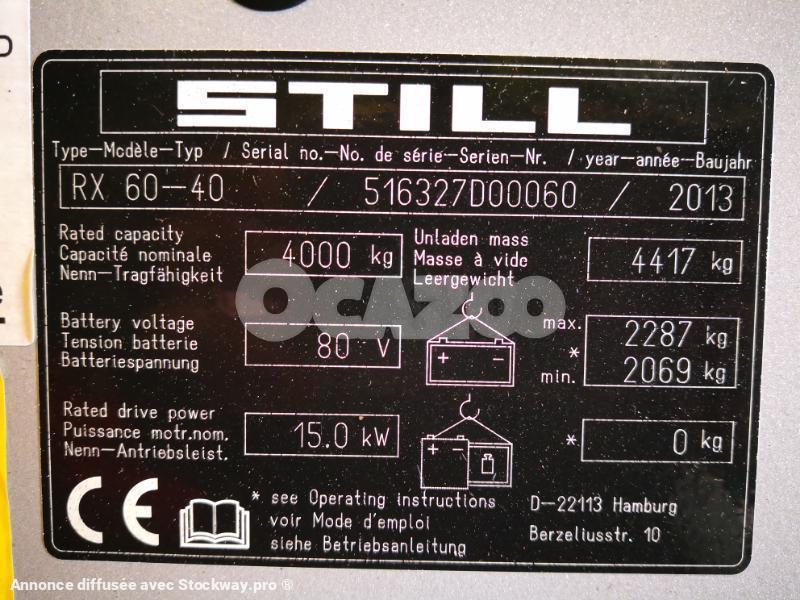 STILL
Type-Modèle-Typ / Serial no.-No. de série-Serien-Nr. / year-année-Baujahr
RX 60-40 / 516327D00060 / 2013
Rated capacity
Capacité nominale
Nenn-Tragfähigkeit
4000 kg
Unladen mass
Masse à vide
Leergewicht
4417 kg
OCAZOO
Battery voltage
Tension batterie
Batteriespannung
80 V
+ -
max. 2287 kg
*
min. 2069 kg
Rated drive power
Puissance motr.nom.
Nenn-Antriebsleist.
15.0 kW
+ -
* 0 kg
CE
* see Operating instructions
voir Mode d'emploi
siehe Betriebsanleitung
D-22113 Hamburg
Berzeliusstr. 10
Annonce diffusée avec Stockway.pro ®